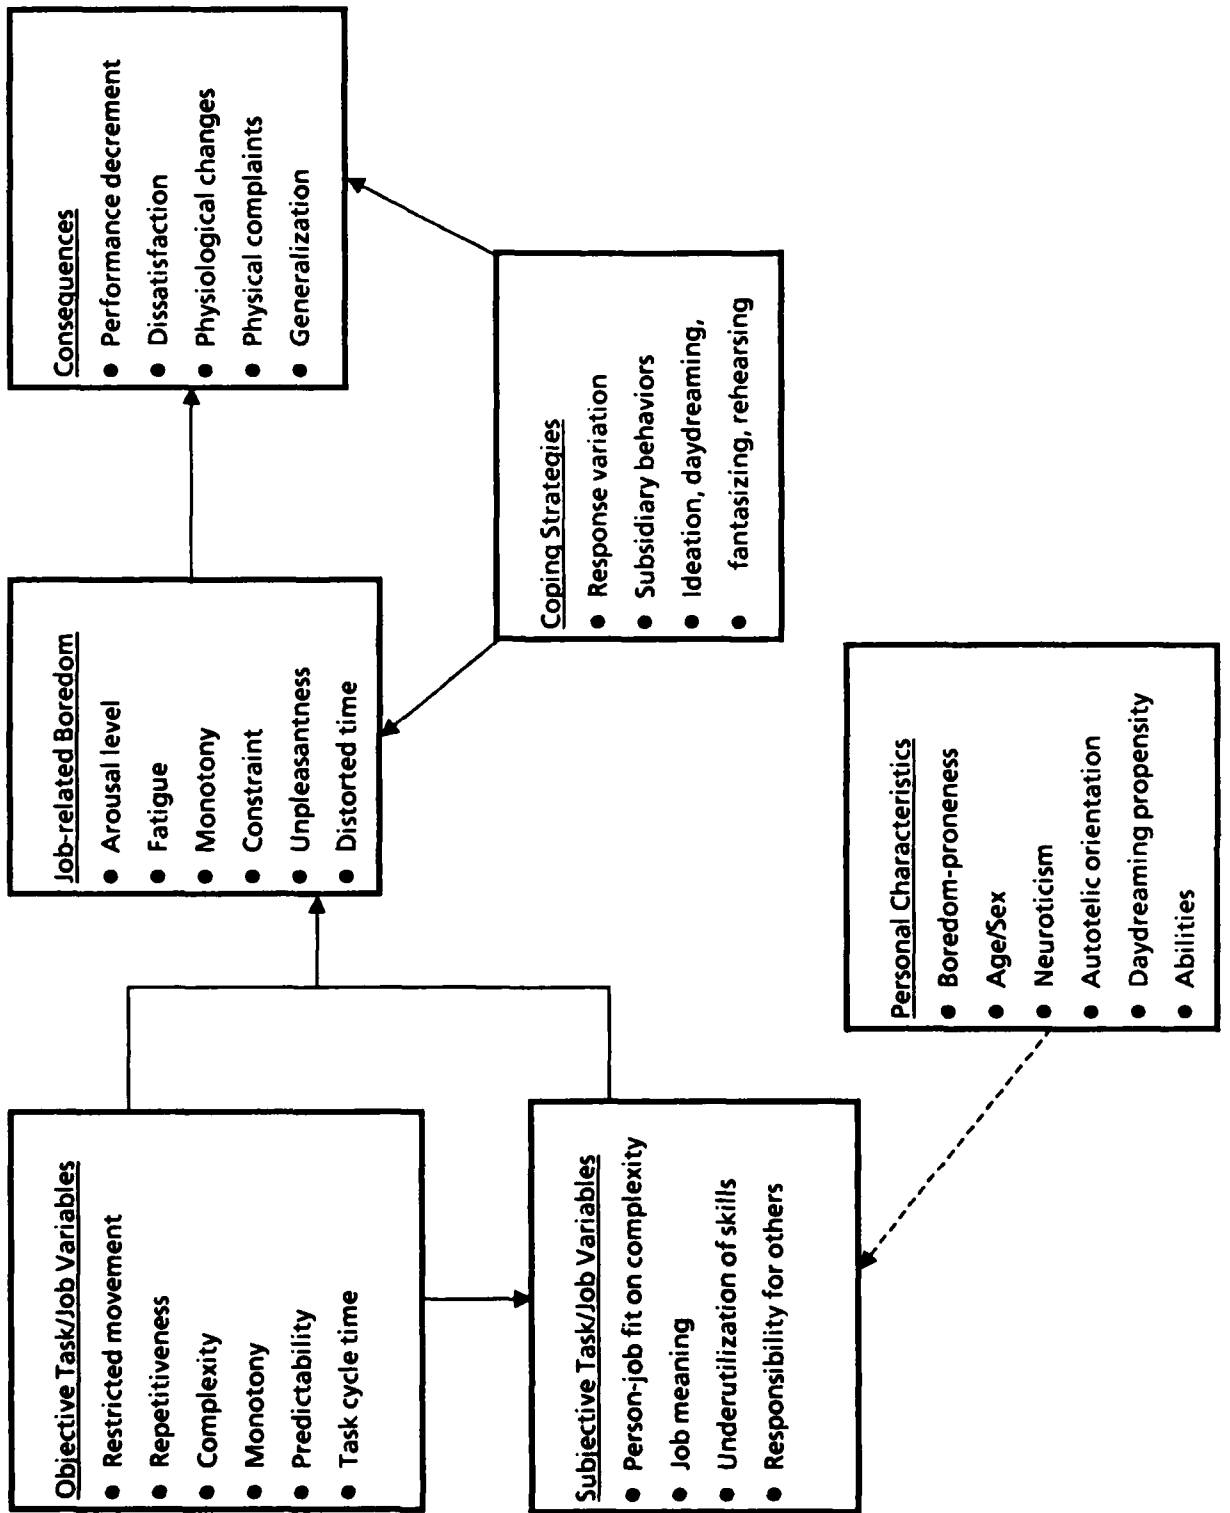 Objective Task/Job Variables
● Restricted movement
● Repetitiveness
● Complexity
● Monotony
● Predictability
● Task cycle time
Subjective Task/Job Variables
● Person-job fit on complexity
● Job meaning
● Underutilization of skills
● Responsibility for others
Job-related Boredom
● Arousal level
● Fatigue
● Monotony
● Constraint
● Unpleasantness
● Distorted time
Personal Characteristics
● Boredom-proneness
● Age/Sex
● Neuroticism
● Autotelic orientation
● Daydreaming propensity
● Abilities
Coping Strategies
● Response variation
● Subsidiary behaviors
● Ideation, daydreaming,
● fantasizing, rehearsing
Consequences
● Performance decrement
● Dissatisfaction
● Physiological changes
● Physical complaints
● Generalization